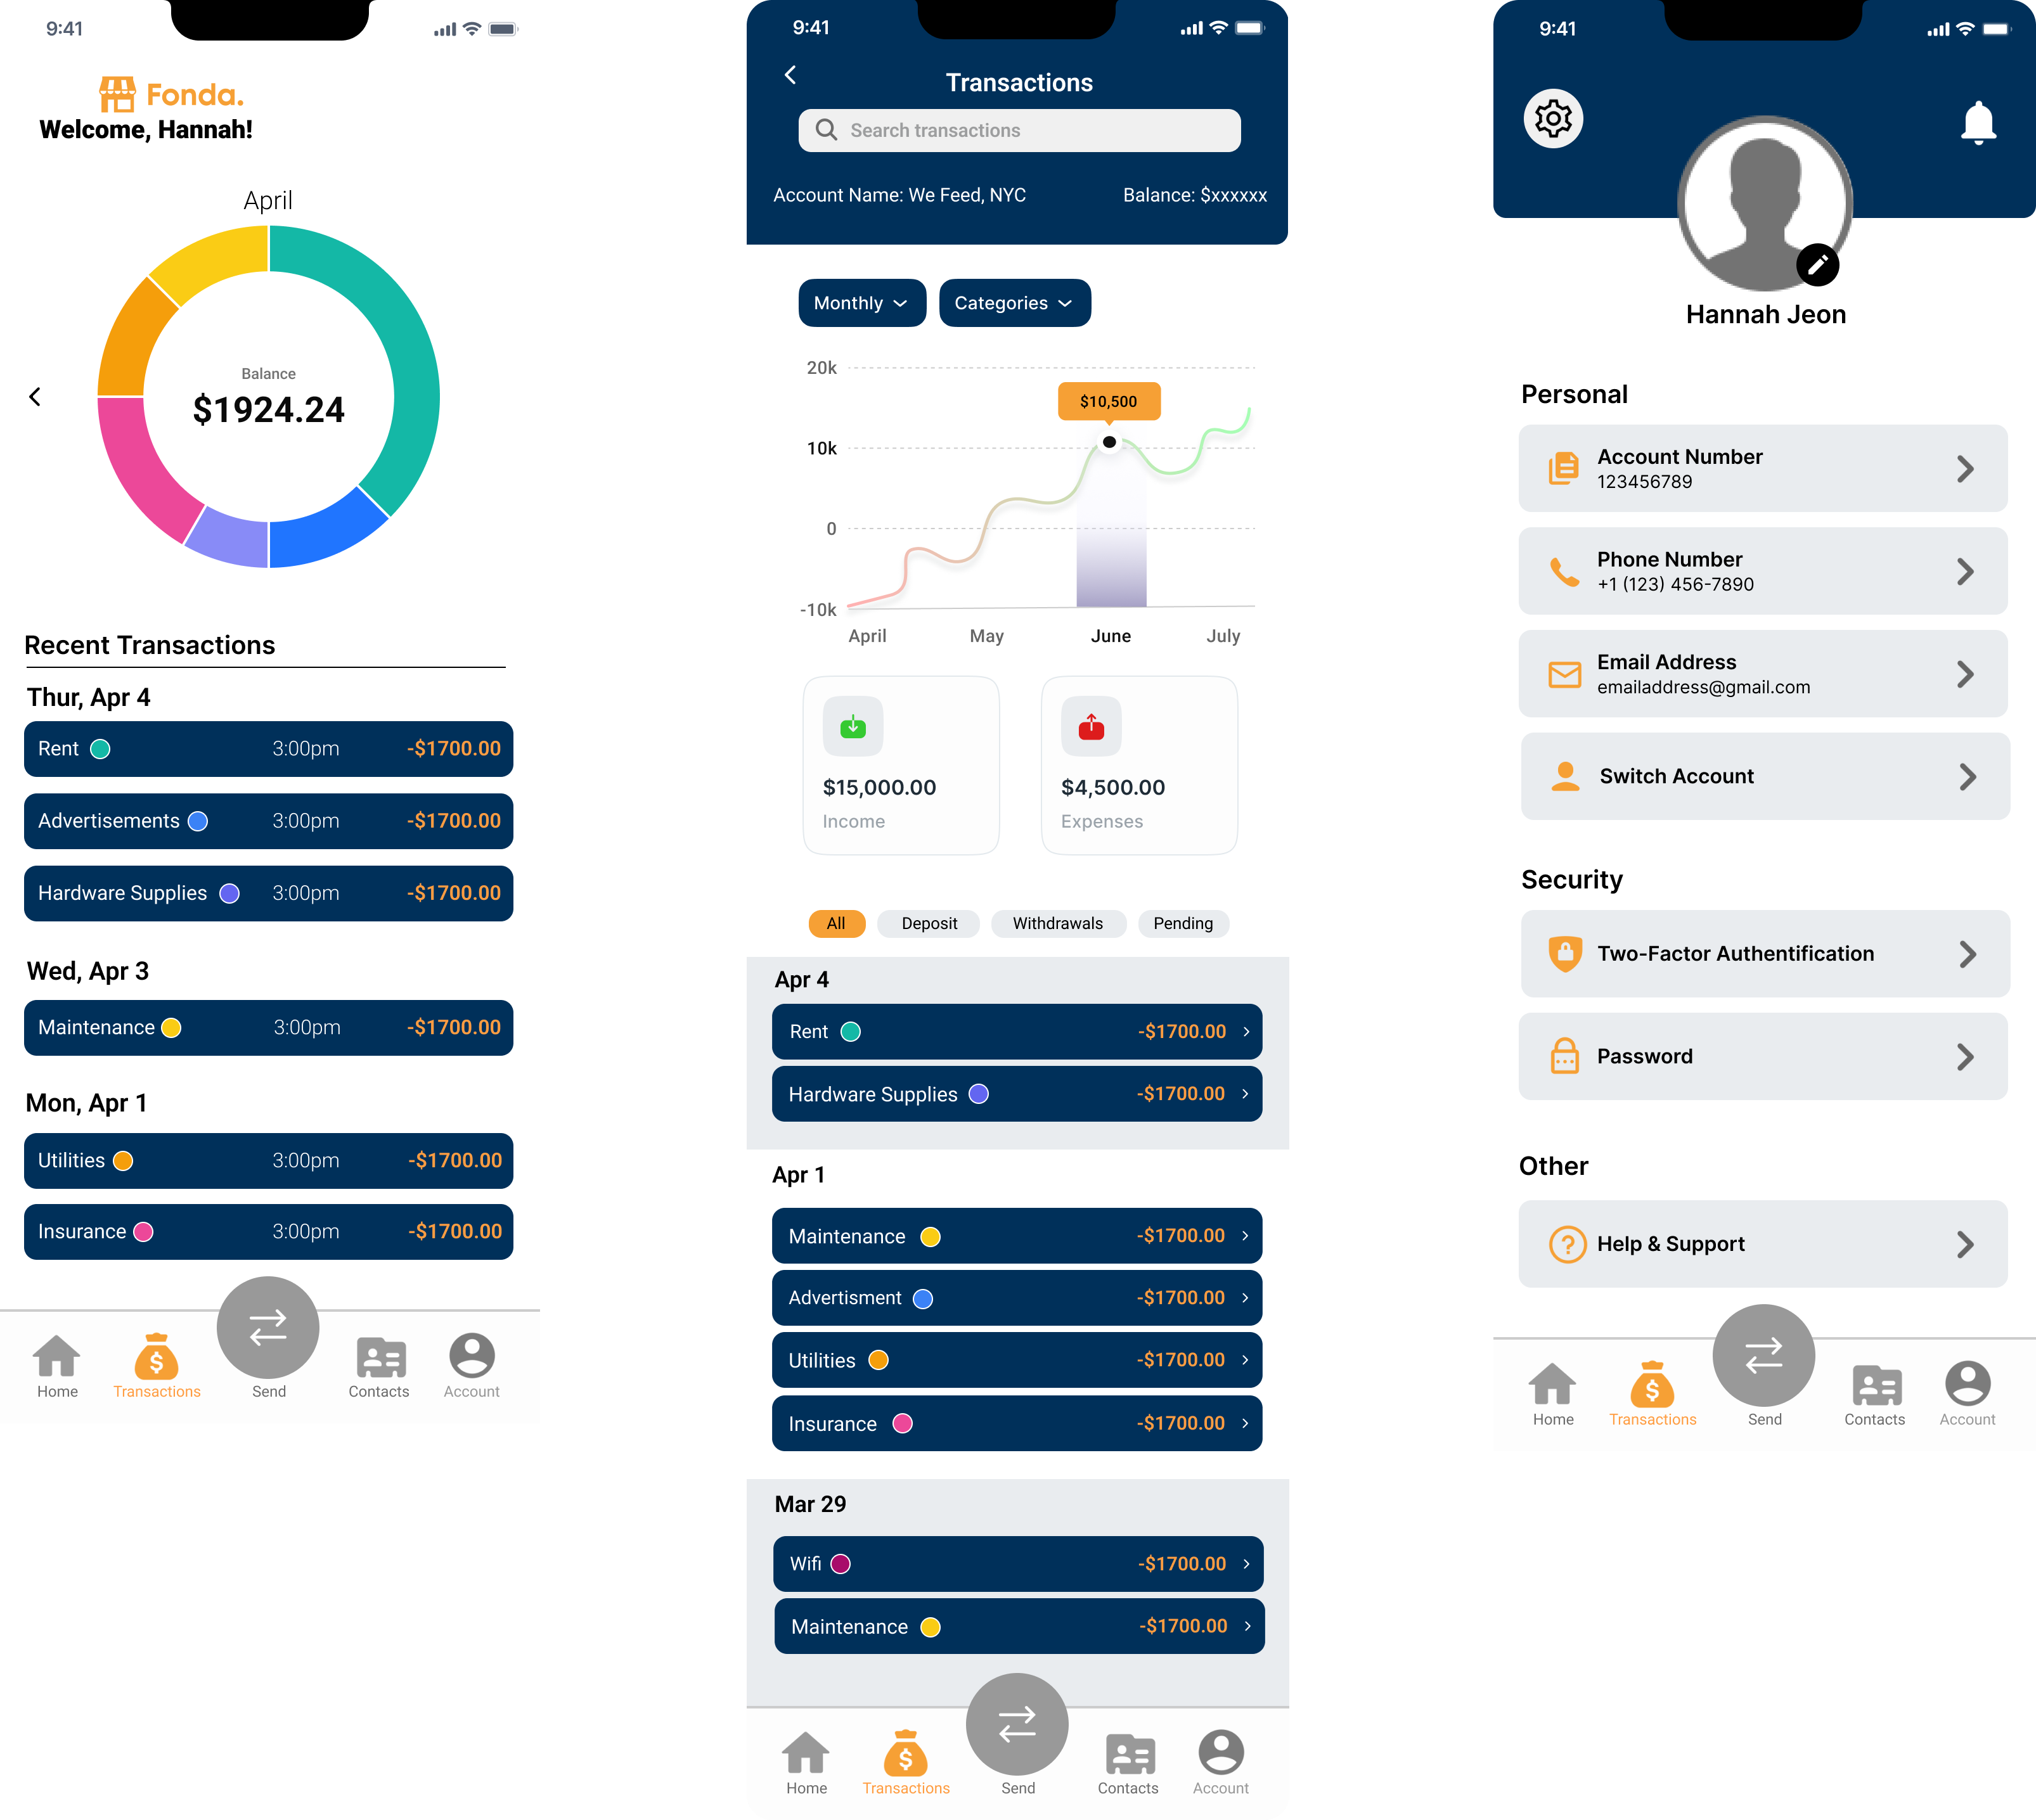 9:41
Fonda.
Welcome, Hannah!
April
Balance
$1924.24
Recent Transactions
Thur, Apr 4
Rent 3:00pm -$1700.00
Advertisements 3:00pm -$1700.00
Hardware Supplies 3:00pm -$1700.00
Wed, Apr 3
Maintenance 3:00pm -$1700.00
Mon, Apr 1
Utilities 3:00pm -$1700.00
Insurance 3:00pm -$1700.00
Home Transactions Send Contacts Account
9:41
Transactions
Search transactions
Account Name: We Feed, NYC Balance: $xxxxxx
Monthly Categories
20k
$10,500
10k
0
-10k
April May June July
$15,000.00 $4,500.00
Income Expenses
All Deposit Withdrawals Pending
Apr 4
Rent -$1700.00
Hardware Supplies -$1700.00
Apr 1
Maintenance -$1700.00
Advertisment -$1700.00
Utilities -$1700.00
Insurance -$1700.00
Mar 29
Wifi -$1700.00
Maintenance -$1700.00
Home Transactions Send Contacts Account
9:41
Hannah Jeon
Personal
Account Number
123456789
Phone Number
+1 (123) 456-7890
Email Address
emailaddress@gmail.com
Switch Account
Security
Two-Factor Authentification
Password
Other
Help & Support
Home Transactions Send Contacts Account